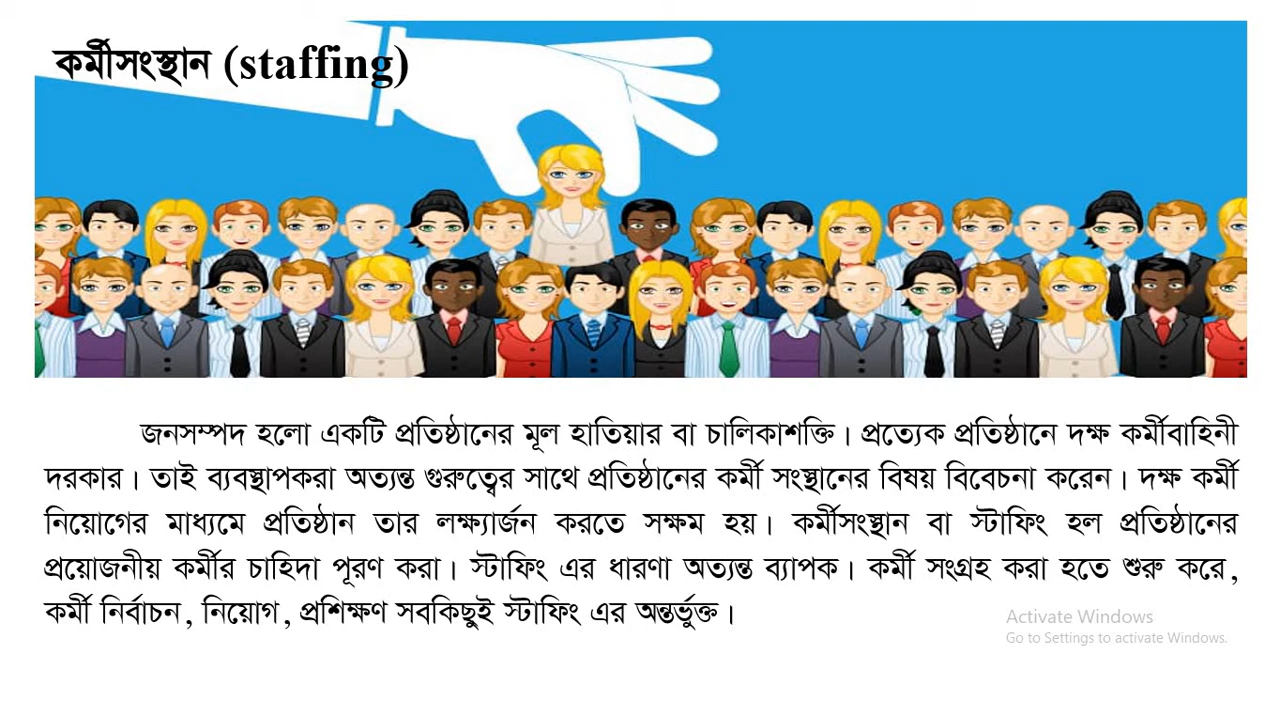 কর্মীসংস্থান (staffing)
জনসম্পদ হলো একটি প্রতিষ্ঠানের মূল হাতিয়ার বা চালিকাশক্তি। প্রত্যেক প্রতিষ্ঠানে দক্ষ কর্মীবাহিনী
দরকার। তাই ব্যবস্থাপকরা অত্যন্ত গুরুত্বের সাথে প্রতিষ্ঠানের কর্মী সংস্থানের বিষয় বিবেচনা করেন। দক্ষ কর্মী
নিয়োগের মাধ্যমে প্রতিষ্ঠান তার লক্ষ্যার্জন করতে সক্ষম হয়। কর্মীসংস্থান বা স্টাফিং হল প্রতিষ্ঠানের
প্রয়োজনীয় কর্মীর চাহিদা পূরণ করা। স্টাফিং এর ধারণা অত্যন্ত ব্যাপক। কর্মী সংগ্রহ করা হতে শুরু করে,
কর্মী নির্বাচন, নিয়োগ, প্রশিক্ষণ সবকিছুই স্টাফিং এর অন্তর্ভুক্ত।
Activate Windows
Go to Settings to activate Windows.